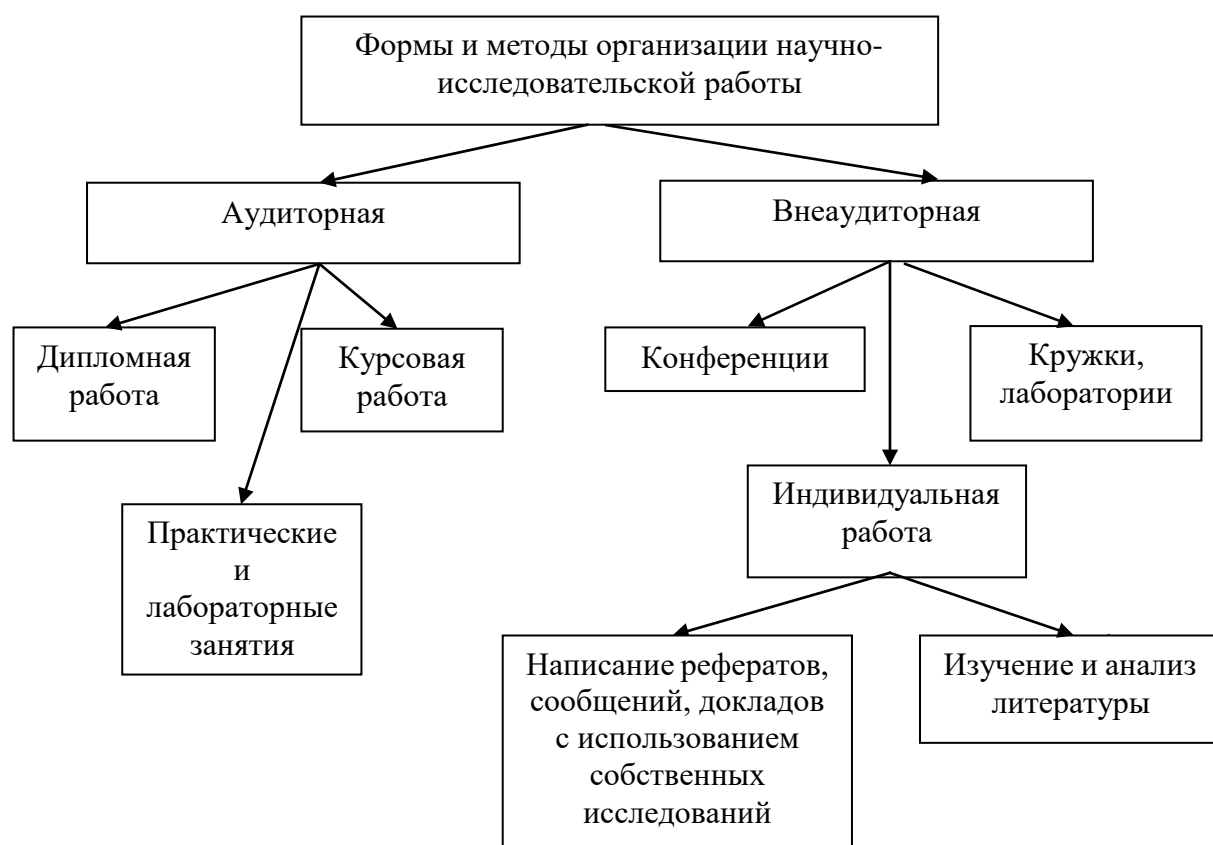 Формы и методы организации научно-
исследовательской работы
Аудиторная
Внеаудиторная
Дипломная
работа
Курсовая
работа
Конференции
Кружки,
лаборатории
Практические
и
лабораторные
занятия
Индивидуальная
работа
Написание рефератов,
сообщений, докладов
с использованием
собственных
исследований
Изучение и анализ
литературы